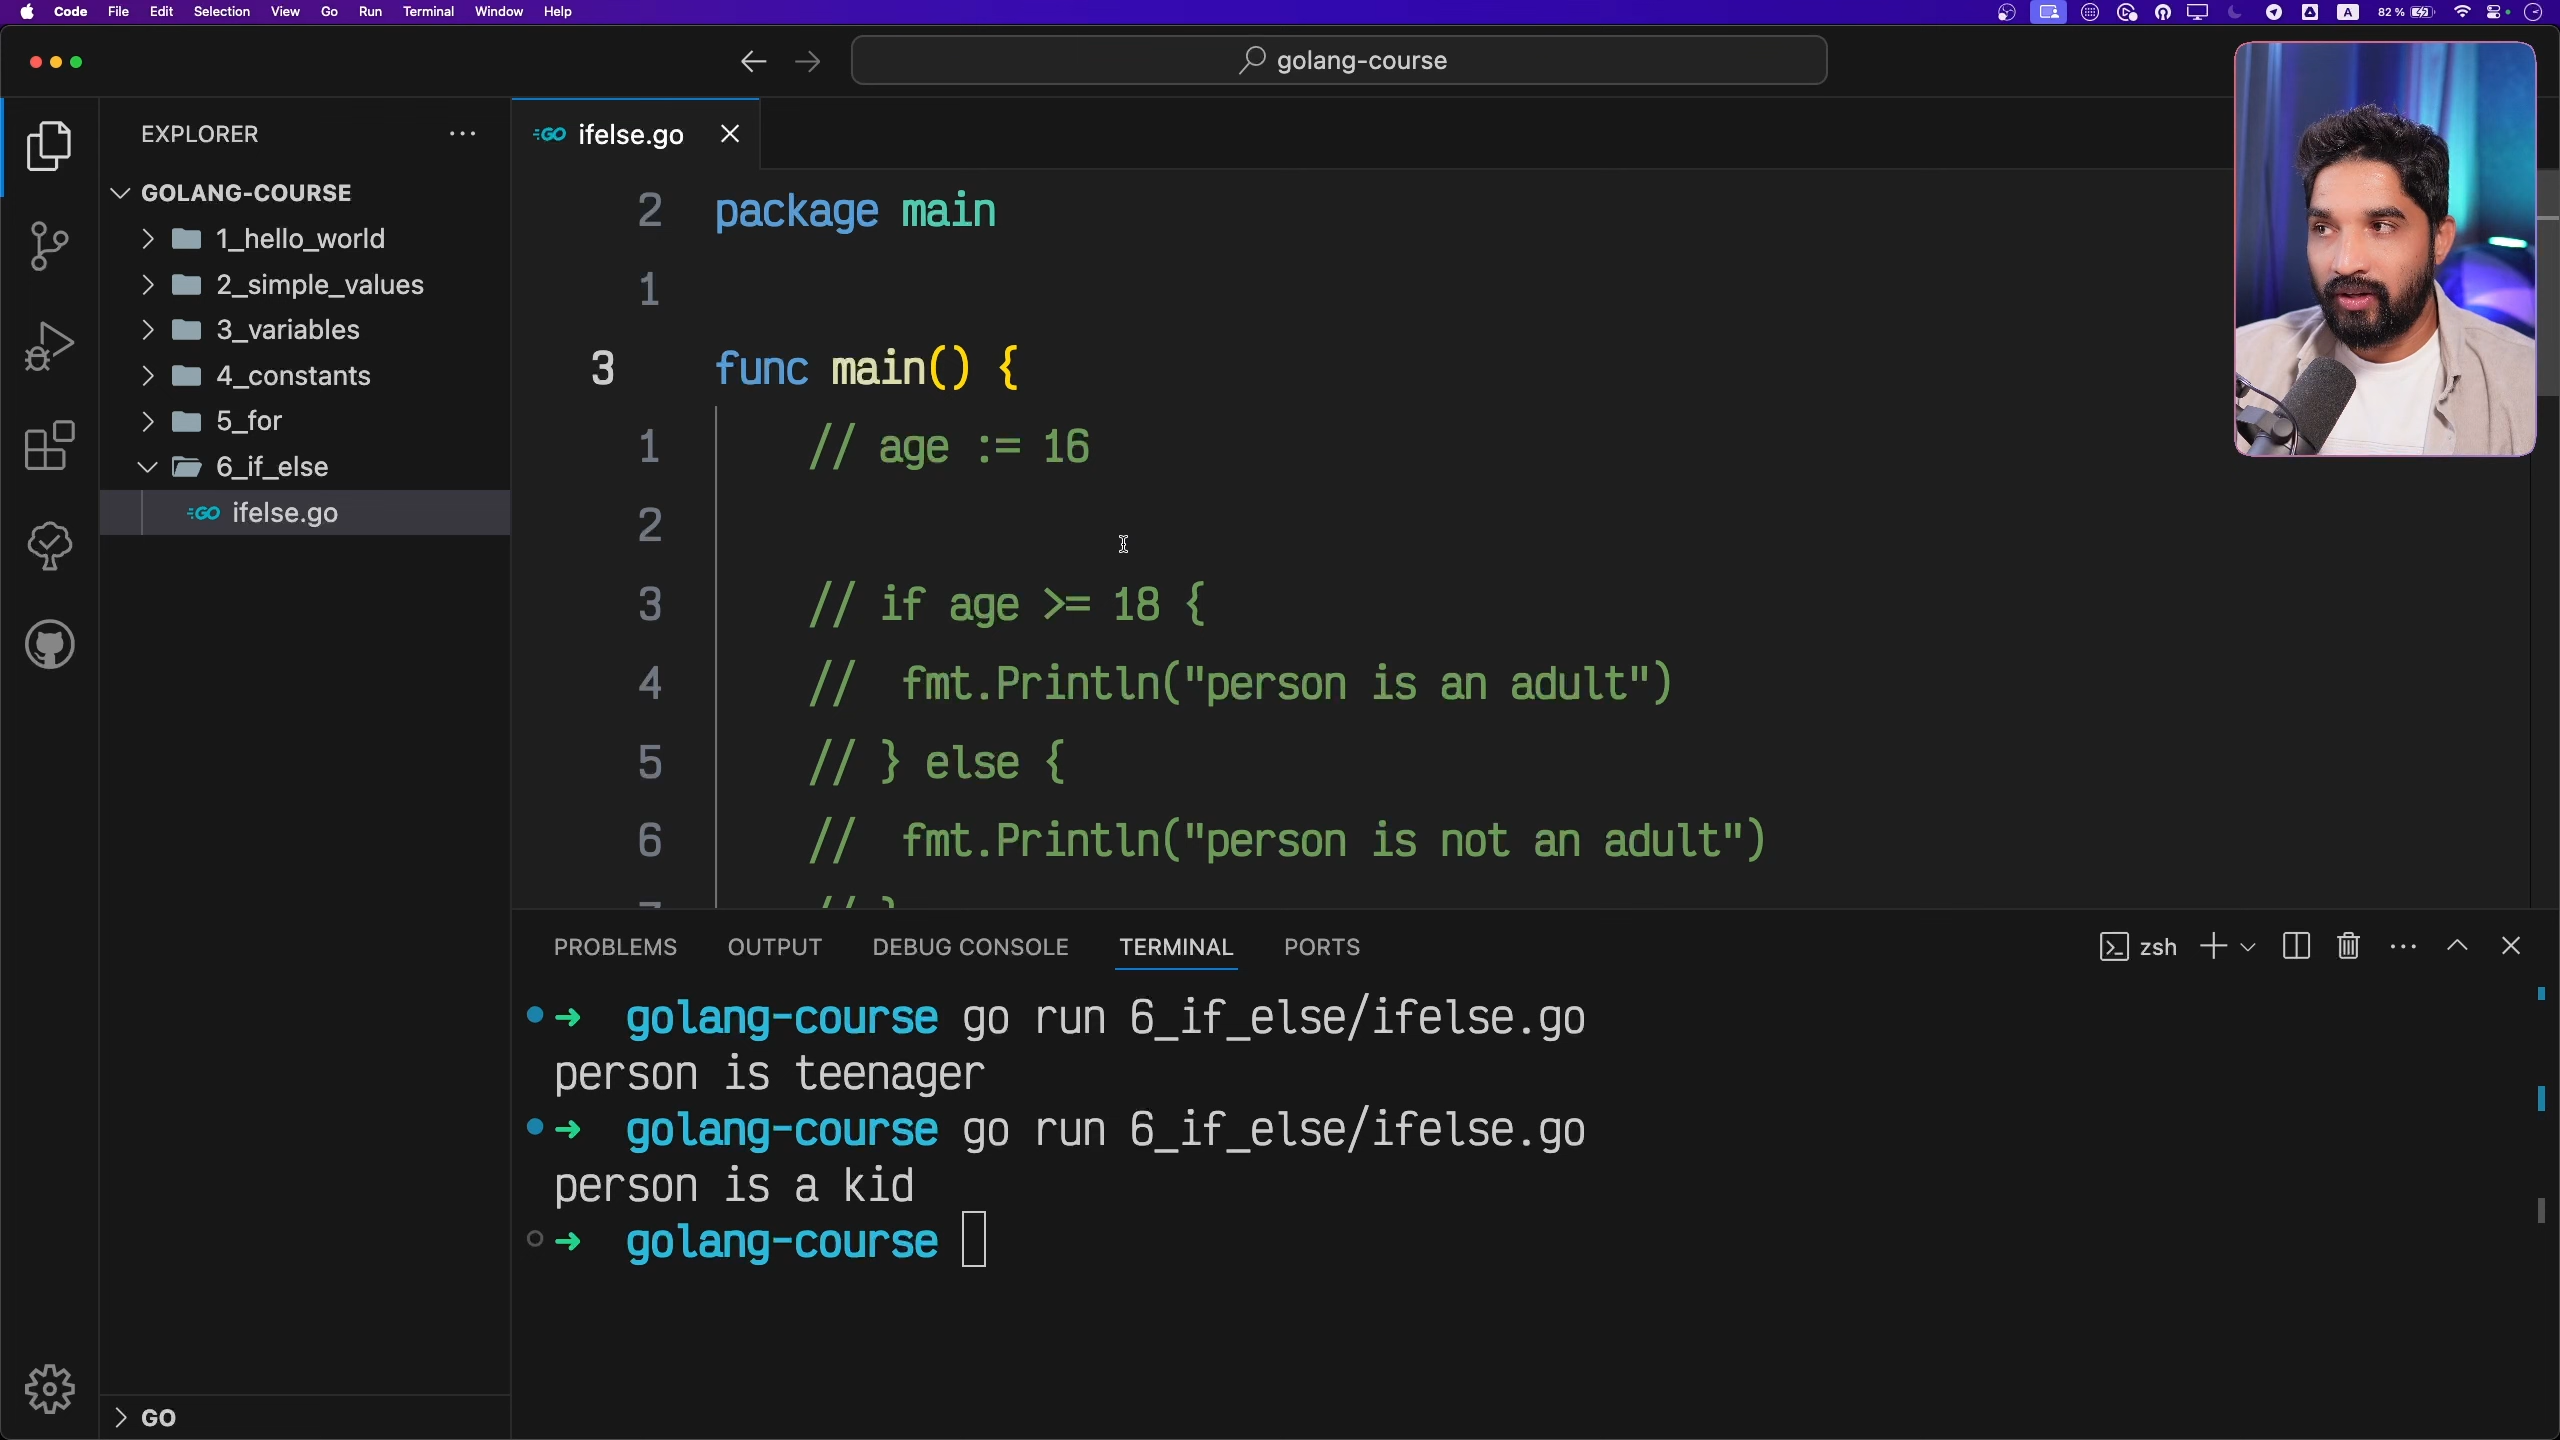 Code File Edit Selection View Go Run Terminal Window Help
A 82 %
golang-course
EXPLORER
GOLANG-COURSE
1_hello_world
2_simple_values
3_variables
4_constants
5_for
6_if_else
GO ifelse.go
GO
GO ifelse.go
2 package main
1
3 func main() {
1 // age := 16
2
3 // if age >= 18 {
4 //  fmt.Println("person is an adult")
5 // } else {
6 //  fmt.Println("person is not an adult")
7 // }
PROBLEMS OUTPUT DEBUG CONSOLE TERMINAL PORTS
zsh
➜ golang-course go run 6_if_else/ifelse.go
person is teenager
➜ golang-course go run 6_if_else/ifelse.go
person is a kid
➜ golang-course